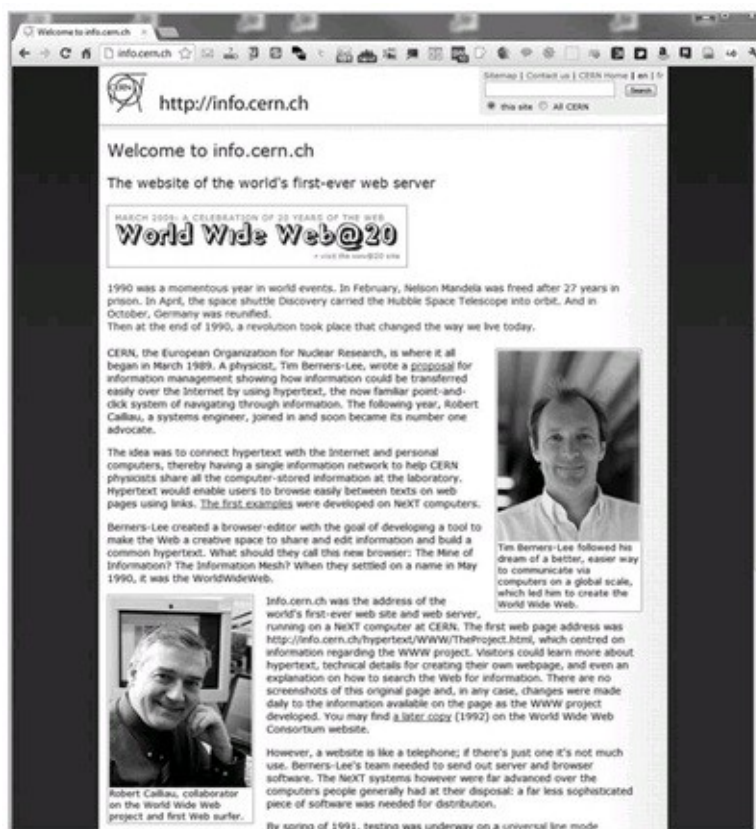 Welcome to info.cern.ch
info.cern.ch
CERN
http://info.cern.ch
Sitemap | Contact us | CERN Home | en | fr
Search
this site All CERN
Welcome to info.cern.ch
The website of the world's first-ever web server
MARCH 2009: A CELEBRATION OF 20 YEARS OF THE WEB
World Wide Web@20
visit the web@20 site
1990 was a momentous year in world events. In February, Nelson Mandela was freed after 27 years in
prison. In April, the space shuttle Discovery carried the Hubble Space Telescope into orbit. And in
October, Germany was reunified.
Then at the end of 1990, a revolution took place that changed the way we live today.
CERN, the European Organization for Nuclear Research, is where it all
began in March 1989. A physicist, Tim Berners-Lee, wrote a proposal for
information management showing how information could be transferred
easily over the Internet by using hypertext, the now familiar point-and-
click system of navigating through information. The following year, Robert
Cailliau, a systems engineer, joined in and soon became its number one
advocate.
The idea was to connect hypertext with the Internet and personal
computers, thereby having a single information network to help CERN
physicists share all the computer-stored information at the laboratory.
Hypertext would enable users to browse easily between texts on web
pages using links. The first examples were developed on NeXT computers.
Berners-Lee created a browser-editor with the goal of developing a tool to
make the Web a creative space to share and edit information and build a
common hypertext. What should they call this new browser: The Mine of
Information? The Information Mesh? When they settled on a name in May
1990, it was the WorldWideWeb.
Tim Berners-Lee followed his
dream of a better, easier way
to communicate via
computers on a global scale,
which led him to create the
World Wide Web.
Info.cern.ch was the address of the
world's first-ever web site and web server,
running on a NeXT computer at CERN. The first web page address was
http://info.cern.ch/hypertext/WWW/TheProject.html, which centred on
information regarding the WWW project. Visitors could learn more about
hypertext, technical details for creating their own webpage, and even an
explanation on how to search the Web for information. There are no
screenshots of this original page and, in any case, changes were made
daily to the information available on the page as the WWW project
developed. You may find a later copy (1992) on the World Wide Web
Consortium website.
However, a website is like a telephone; if there's just one it's not much
use. Berners-Lee's team needed to send out server and browser
software. The NeXT systems however were far advanced over the
computers people generally had at their disposal: a far less sophisticated
piece of software was needed for distribution.
Robert Cailliau, collaborator
on the World Wide Web
project and first Web surfer.
By spring of 1991, testing was underway on a universal line mode